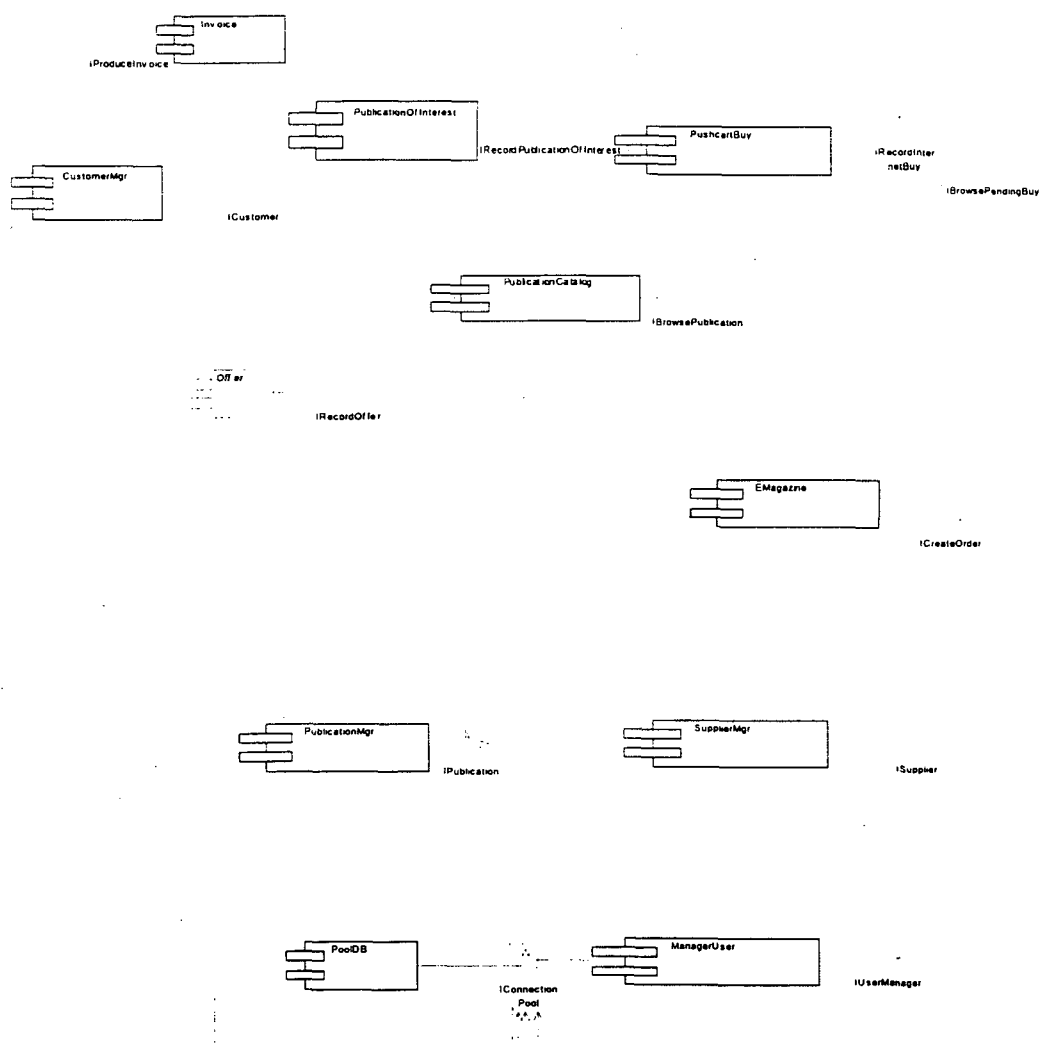 Invoice
IProduceInvoice
PublicationOfInterest
IRecordPublicationOfInterest
PushcartBuy
IRecordInter
netBuy
IBrowsePendingBuy
CustomerMgr
ICustomer
PublicationCatalog
IBrowsePublication
Offer
IRecordOffer
EMagazine
ICreateOrder
PublicationMgr
IPublication
SupplierMgr
ISupplier
PoolDB
IConnection
Pool
ManagerUser
IUserManager